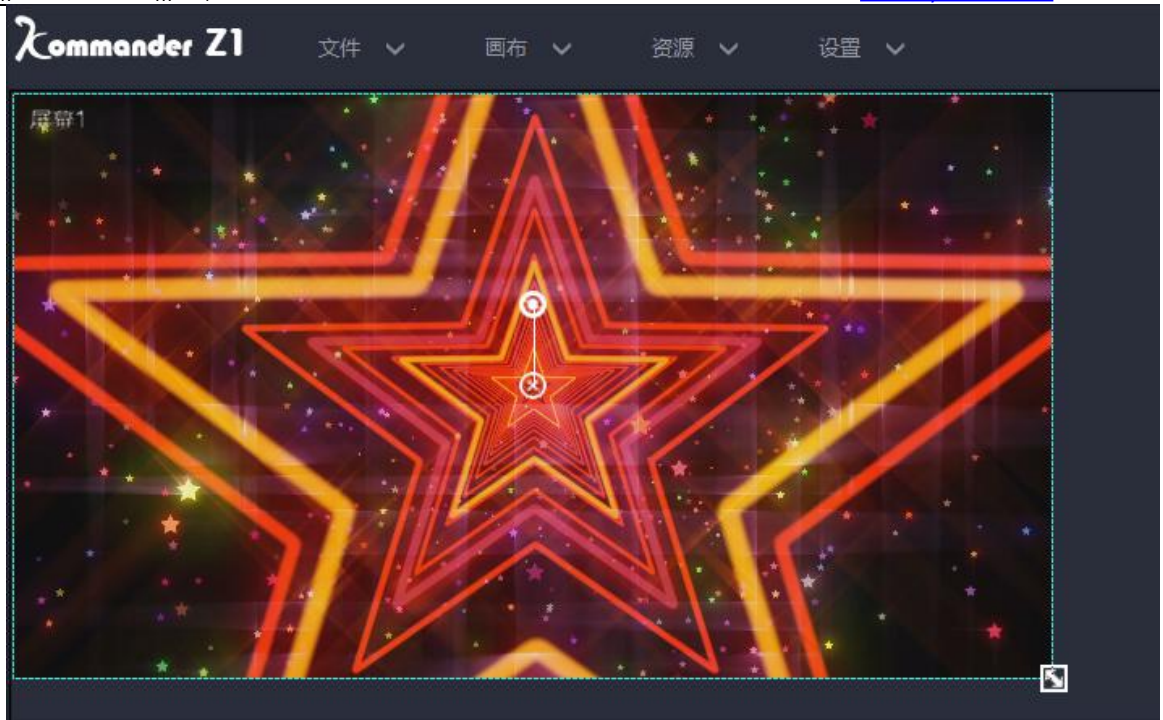 Kommander Z1
文件
画布
资源
设置
屏幕1